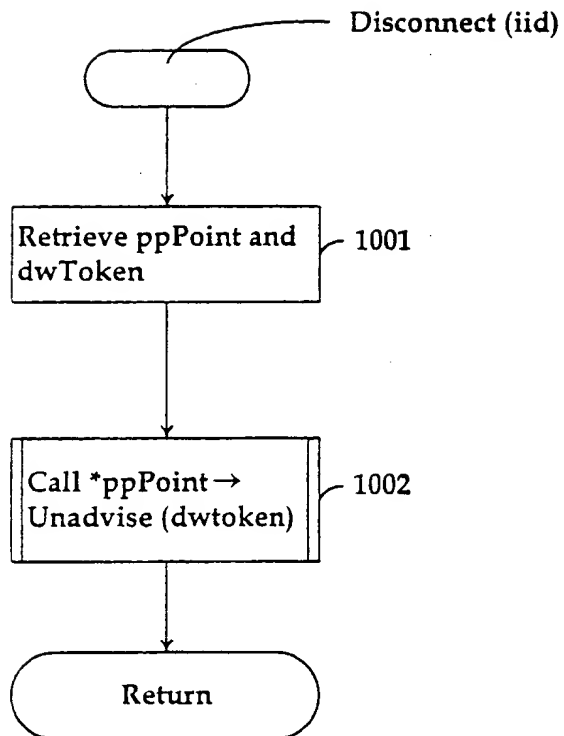 Disconnect (iid)
Retrieve ppPoint and
dwToken
1001
Call *ppPoint→
Unadvise (dwtoken)
1002
Return